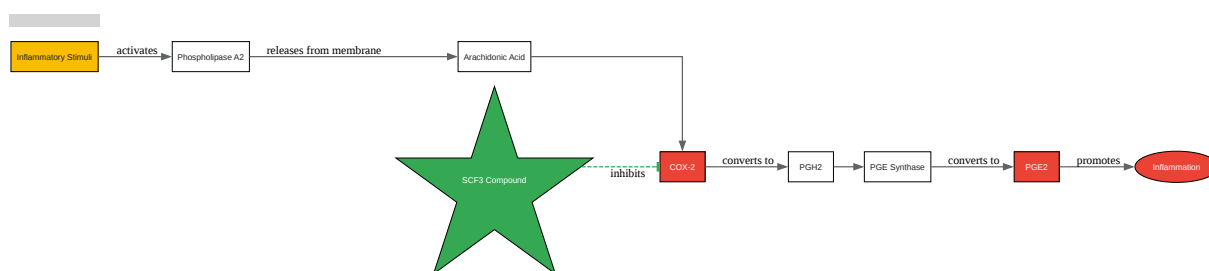 activates
releases from membrane
Inflammatory Stimuli
Phospholipase A2
Arachidonic Acid
SCF3 Compound
inhibits
COX-2
converts to
PGH2
PGE Synthase
converts to
PGE2
promotes
Inflammation